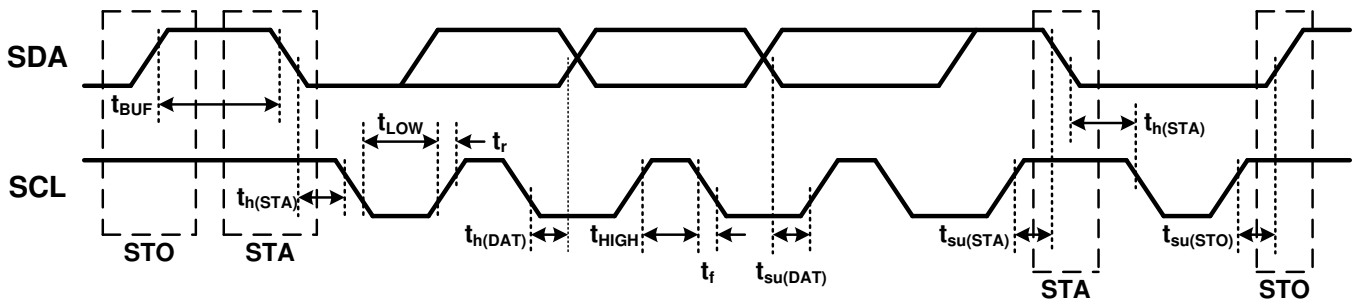 SDA
tBUF
tLOW
tr
th(STA)
SCL
th(STA)
th(DAT)
tHIGH
tf
tsu(DAT)
tsu(STA)
tsu(STO)
STO
STA
STA
STO